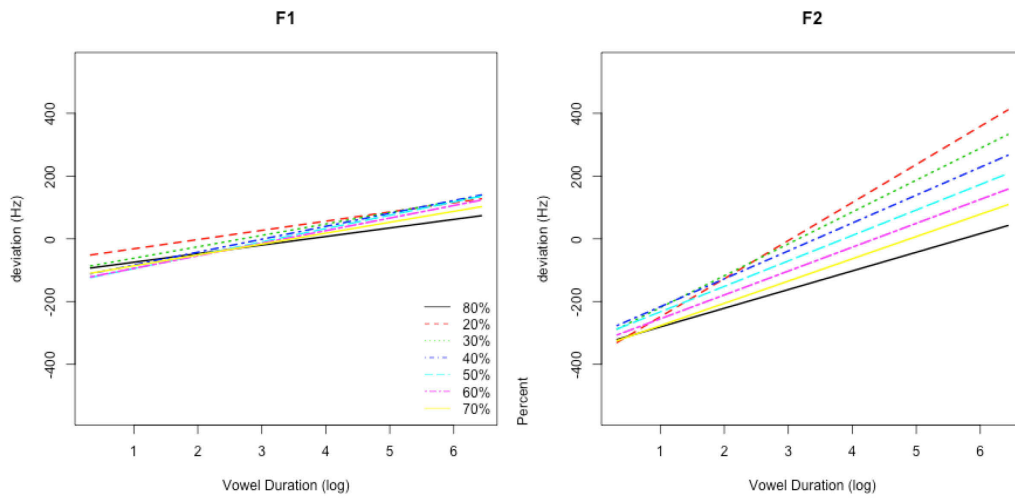 F1
deviation (Hz)
400
200
0
-200
-400
1 2 3 4 5 6
Vowel Duration (log)
80%
20%
30%
40%
50%
60%
70%
Percent
F2
deviation (Hz)
400
200
0
-200
-400
1 2 3 4 5 6
Vowel Duration (log)